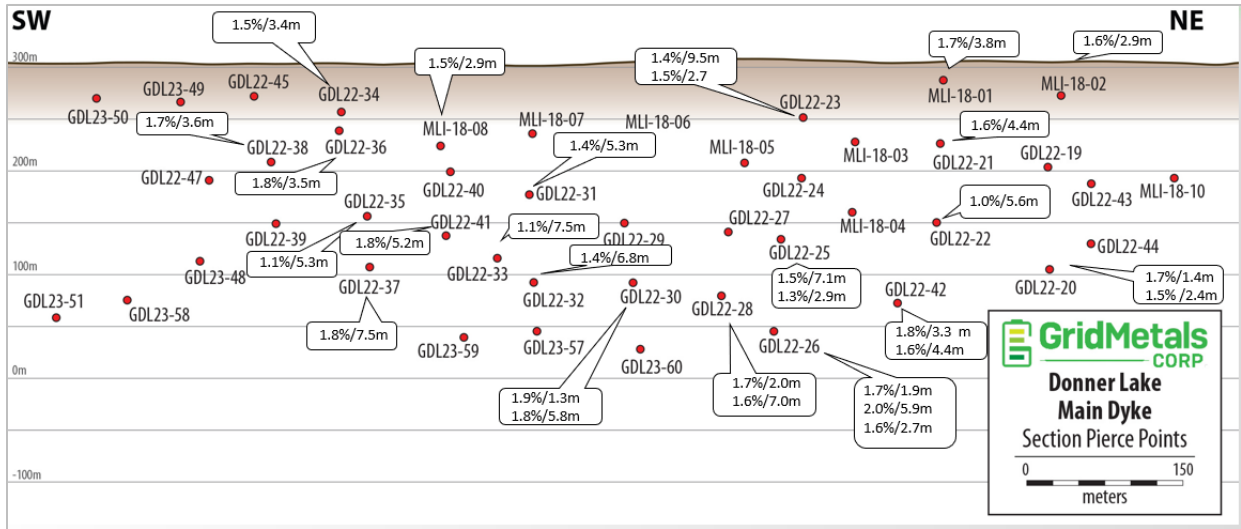 SW
NE
1.5%/3.4m
1.7%/3.8m
1.6%/2.9m
300m
1.5%/2.9m
1.4%/9.5m
1.5%/2.7
GDL23-49
GDL22-45
GDL22-34
GDL23-50
MLI-18-01
MLI-18-02
GDL22-23
1.7%/3.6m
MLI-18-08
MLI-18-07
MLI-18-06
1.6%/4.4m
GDL22-38
GDL22-36
1.4%/5.3m
MLI-18-05
MLI-18-03
GDL22-21
GDL22-19
200m
GDL22-47
1.8%/3.5m
GDL22-40
GDL22-31
GDL22-24
GDL22-43
MLI-18-10
GDL22-35
GDL22-41
1.1%/7.5m
GDL22-27
MLI-18-04
1.0%/5.6m
GDL22-39
1.8%/5.2m
GDL22-29
GDL22-25
GDL22-22
GDL22-44
1.1%/5.3m
1.4%/6.8m
GDL22-33
100m
GDL23-48
GDL22-37
GDL22-32
GDL22-30
1.5%/7.1m
1.3%/2.9m
GDL22-42
GDL22-20
1.7%/1.4m
1.5% /2.4m
GDL23-51
GDL23-58
GDL22-28
1.8%/7.5m
GDL23-59
GDL23-57
GDL22-26
1.8%/3.3 m
1.6%/4.4m
GDL23-60
0m
1.9%/1.3m
1.8%/5.8m
1.7%/2.0m
1.6%/7.0m
1.7%/1.9m
2.0%/5.9m
1.6%/2.7m
-100m
GridMetals
CORP
Donner Lake
Main Dyke
Section Pierce Points
0 150
meters